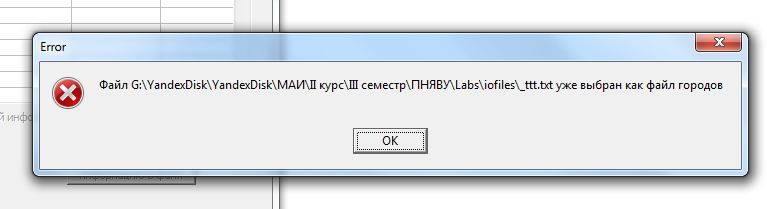 Error
Файл G:\YandexDisk\YandexDisk\МАИ\II курс\III семестр\ПНЯВУ\Labs\iofiles\_ttt.txt уже выбран как файл городов
OK